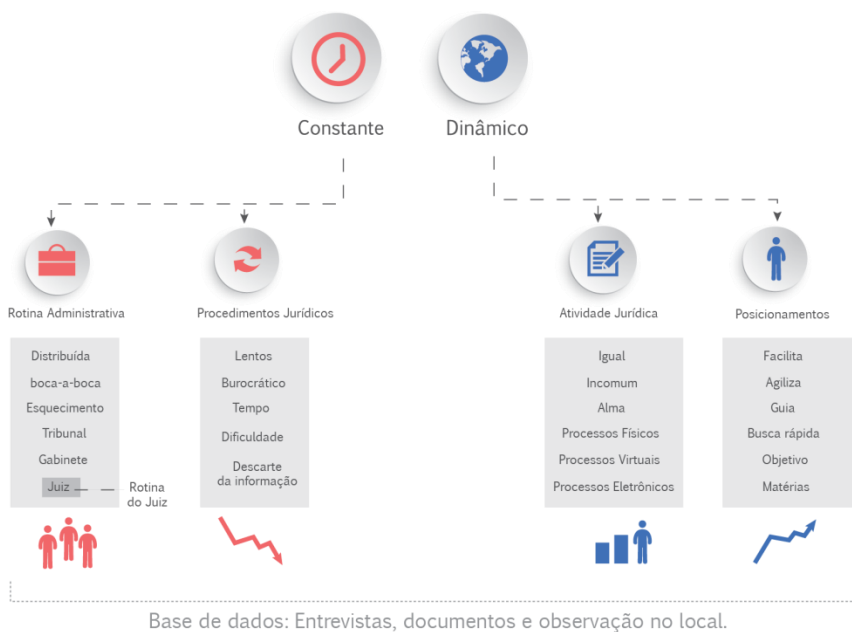 Constante
Dinâmico
Rotina Administrativa
Distribuída
boca-a-boca
Esquecimento
Tribunal
Gabinete
Juiz
Rotina
do Juiz
Procedimentos Jurídicos
Lentos
Burocrático
Tempo
Dificuldade
Descarte
da informação
Atividade Jurídica
Igual
Incomum
Alma
Processos Físicos
Processos Virtuais
Processos Eletrônicos
Posicionamentos
Facilita
Agiliza
Guia
Busca rápida
Objetivo
Matérias
Base de dados: Entrevistas, documentos e observação no local.